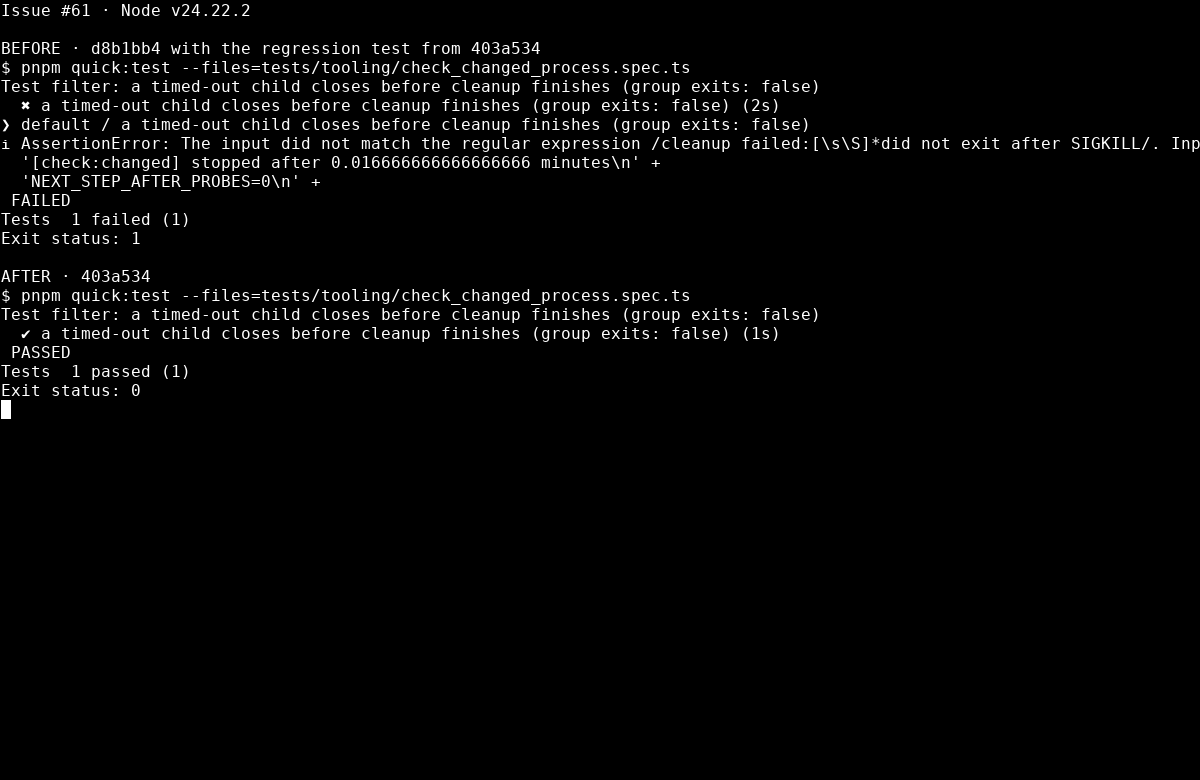 Issue #61 · Node v24.22.2
BEFORE · d8b1bb4 with the regression test from 403a534
$ pnpm quick:test --files=tests/tooling/check_changed_process.spec.ts
Test filter: a timed-out child closes before cleanup finishes (group exits: false)
✖ a timed-out child closes before cleanup finishes (group exits: false) (2s)
❯ default / a timed-out child closes before cleanup finishes (group exits: false)
ℹ AssertionError: The input did not match the regular expression /cleanup failed:[\s\S]*did not exit after SIGKILL/. Inp
'[check:changed] stopped after 0.016666666666666666 minutes\n' +
'NEXT_STEP_AFTER_PROBES=0\n' +
FAILED
Tests  1 failed (1)
Exit status: 1
AFTER · 403a534
$ pnpm quick:test --files=tests/tooling/check_changed_process.spec.ts
Test filter: a timed-out child closes before cleanup finishes (group exits: false)
✔ a timed-out child closes before cleanup finishes (group exits: false) (1s)
PASSED
Tests  1 passed (1)
Exit status: 0